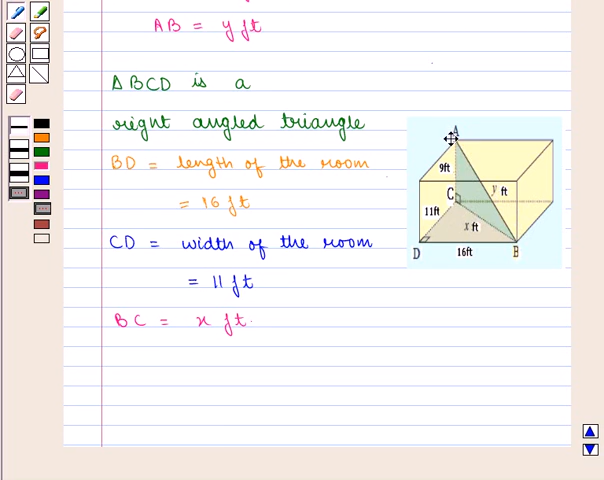 AB = y ft
ΔBCD is a
right angled triangle
BD = length of the room
= 16 ft
CD = width of the room
= 11 ft
BC = x ft.
A
9ft
C
y ft
11ft
x ft
D
16ft
B